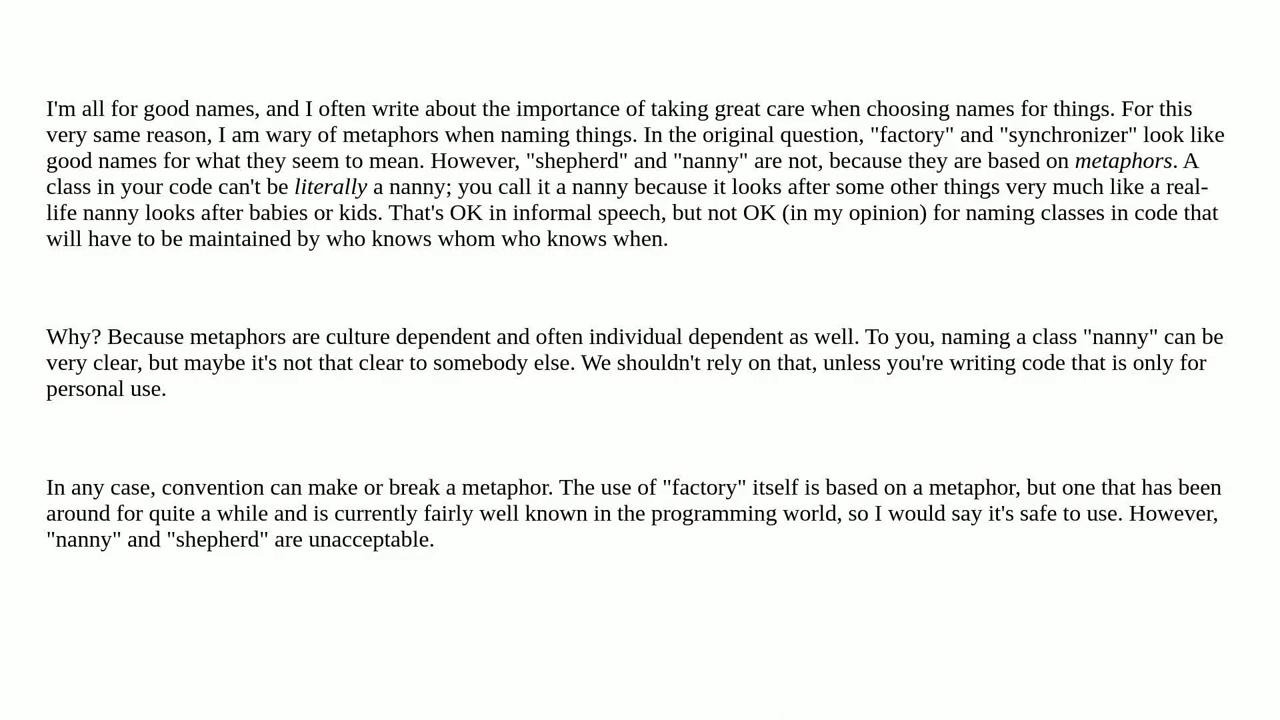 I'm all for good names, and I often write about the importance of taking great care when choosing names for things. For this
very same reason, I am wary of metaphors when naming things. In the original question, "factory" and "synchronizer" look like
good names for what they seem to mean. However, "shepherd" and "nanny" are not, because they are based on metaphors. A
class in your code can't be literally a nanny; you call it a nanny because it looks after some other things very much like a real-
life nanny looks after babies or kids. That's OK in informal speech, but not OK (in my opinion) for naming classes in code that
will have to be maintained by who knows whom who knows when.
Why? Because metaphors are culture dependent and often individual dependent as well. To you, naming a class "nanny" can be
very clear, but maybe it's not that clear to somebody else. We shouldn't rely on that, unless you're writing code that is only for
personal use.
In any case, convention can make or break a metaphor. The use of "factory" itself is based on a metaphor, but one that has been
around for quite a while and is currently fairly well known in the programming world, so I would say it's safe to use. However,
"nanny" and "shepherd" are unacceptable.